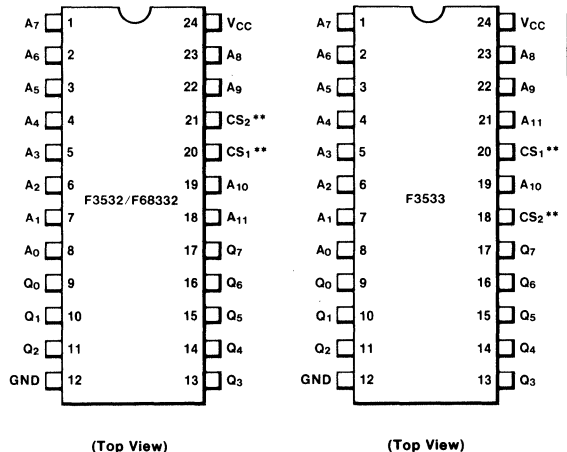 A7 1 24 VCC
A6 2 23 A8
A5 3 22 A9
A4 4 21 CS2**
A3 5 20 CS1**
A2 6 19 A10
F3532/F68332
A1 7 18 A11
A0 8 17 Q7
Q0 9 16 Q6
Q1 10 15 Q5
Q2 11 14 Q4
GND 12 13 Q3
(Top View)
A7 1 24 VCC
A6 2 23 A8
A5 3 22 A9
A4 4 21 A11
A3 5 20 CS1**
A2 6 19 A10
F3533
A1 7 18 CS2**
A0 8 17 Q7
Q0 9 16 Q6
Q1 10 15 Q5
Q2 11 14 Q4
GND 12 13 Q3
(Top View)